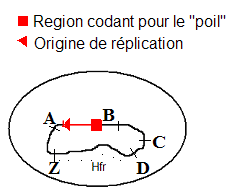 Region codant pour le "poil"
Origine de réplication
A
B
C
Z
Hfr
D